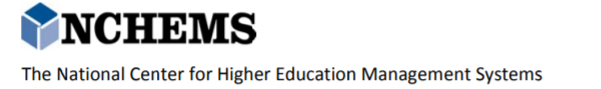 NCHEMS
The National Center for Higher Education Management Systems